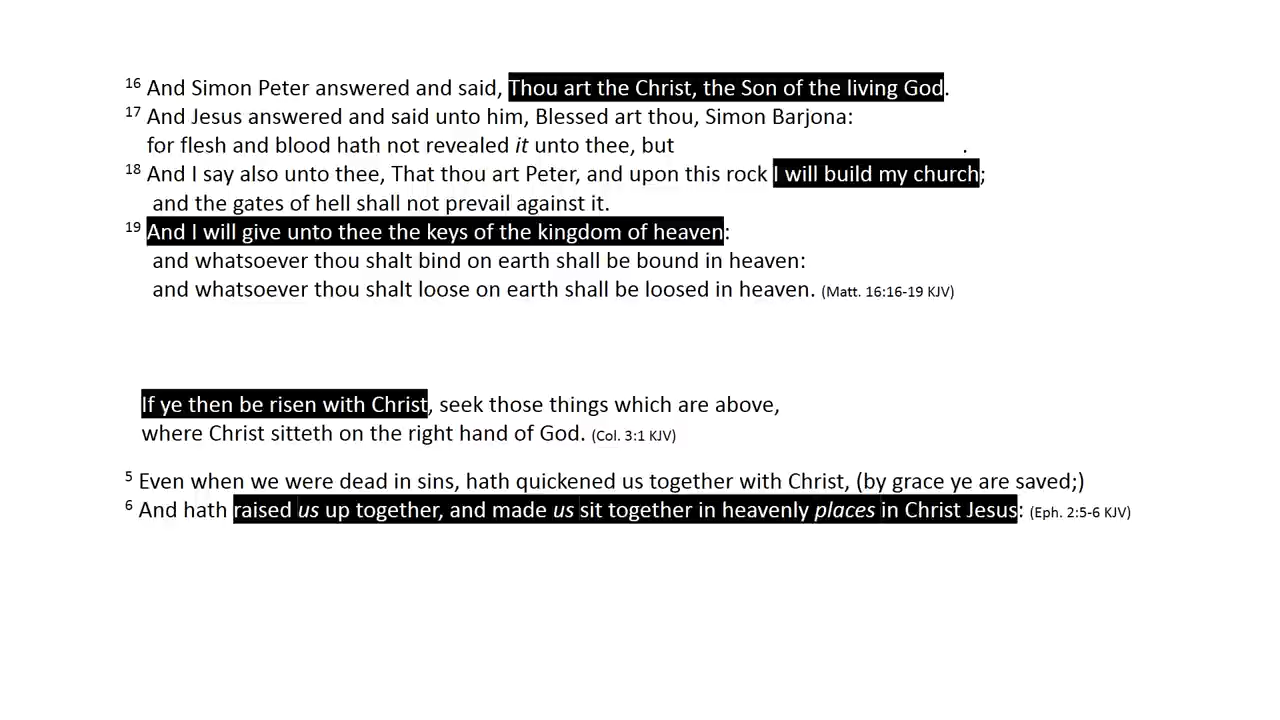 16 And Simon Peter answered and said, Thou art the Christ, the Son of the living God.
17 And Jesus answered and said unto him, Blessed art thou, Simon Barjona:
for flesh and blood hath not revealed it unto thee, but .
18 And I say also unto thee, That thou art Peter, and upon this rock I will build my church;
and the gates of hell shall not prevail against it.
19 And I will give unto thee the keys of the kingdom of heaven:
and whatsoever thou shalt bind on earth shall be bound in heaven:
and whatsoever thou shalt loose on earth shall be loosed in heaven. (Matt. 16:16-19 KJV)
If ye then be risen with Christ, seek those things which are above,
where Christ sitteth on the right hand of God. (Col. 3:1 KJV)
5 Even when we were dead in sins, hath quickened us together with Christ, (by grace ye are saved;)
6 And hath raised us up together, and made us sit together in heavenly places in Christ Jesus: (Eph. 2:5-6 KJV)